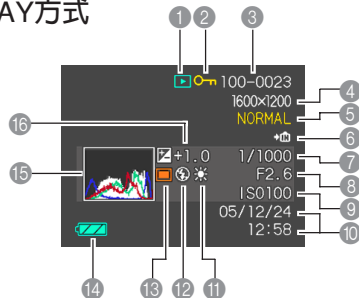 AY方式
1 2 3
100-0023
1600×1200 4
NORMAL 5
6
16
+1.0 1/1000 7
15
F2.6 8
ISO100 9
05/12/24
12:58 10
14 13 12 11